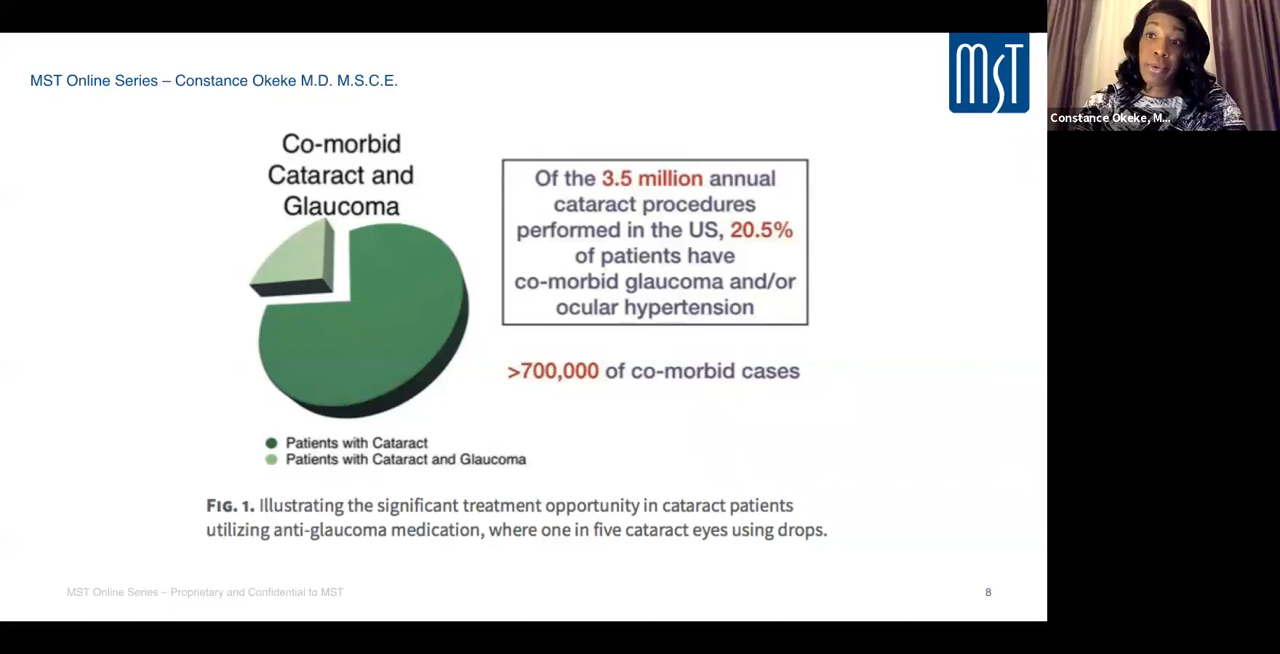 MST Online Series – Constance Okeke M.D. M.S.C.E.
MST
Constance Okeke, M...
Co-morbid
Cataract and
Glaucoma
Of the 3.5 million annual
cataract procedures
performed in the US, 20.5%
of patients have
co-morbid glaucoma and/or
ocular hypertension
>700,000 of co-morbid cases
Patients with Cataract
Patients with Cataract and Glaucoma
FIG. 1. Illustrating the significant treatment opportunity in cataract patients
utilizing anti-glaucoma medication, where one in five cataract eyes using drops.
MST Online Series – Proprietary and Confidential to MST
8